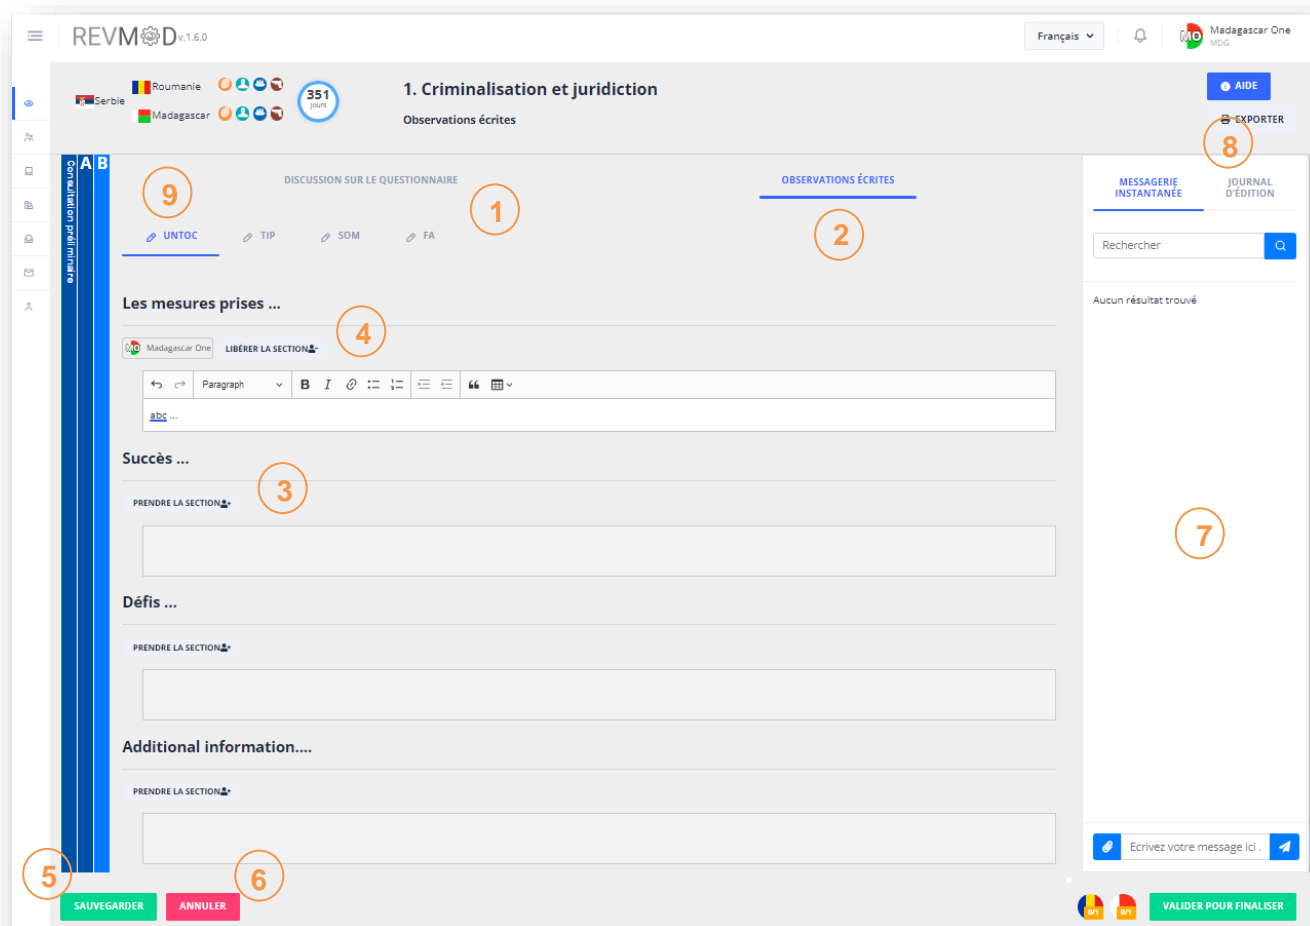 REVMOD v.1.6.0
Français
MO
Madagascar One
MDG
Serbie
Roumanie
Madagascar
351
jours
1. Criminalisation et juridiction
Observations écrites
AIDE
EXPORTER
8
Consultation préliminaire
A
B
9
DISCUSSION SUR LE QUESTIONNAIRE
1
OBSERVATIONS ÉCRITES
2
UNTOC
TIP
SOM
FA
MESSAGERIE
INSTANTANÉE
JOURNAL
D'ÉDITION
Rechercher
Aucun résultat trouvé
Les mesures prises ...
4
MO Madagascar One
LIBÉRER LA SECTION
Paragraph
B I
abc ...
Succès ...
3
PRENDRE LA SECTION
7
Défis ...
PRENDRE LA SECTION
Additional information....
PRENDRE LA SECTION
Ecrivez votre message ici .
5
6
SAUVEGARDER
ANNULER
0/1
0/1
VALIDER POUR FINALISER